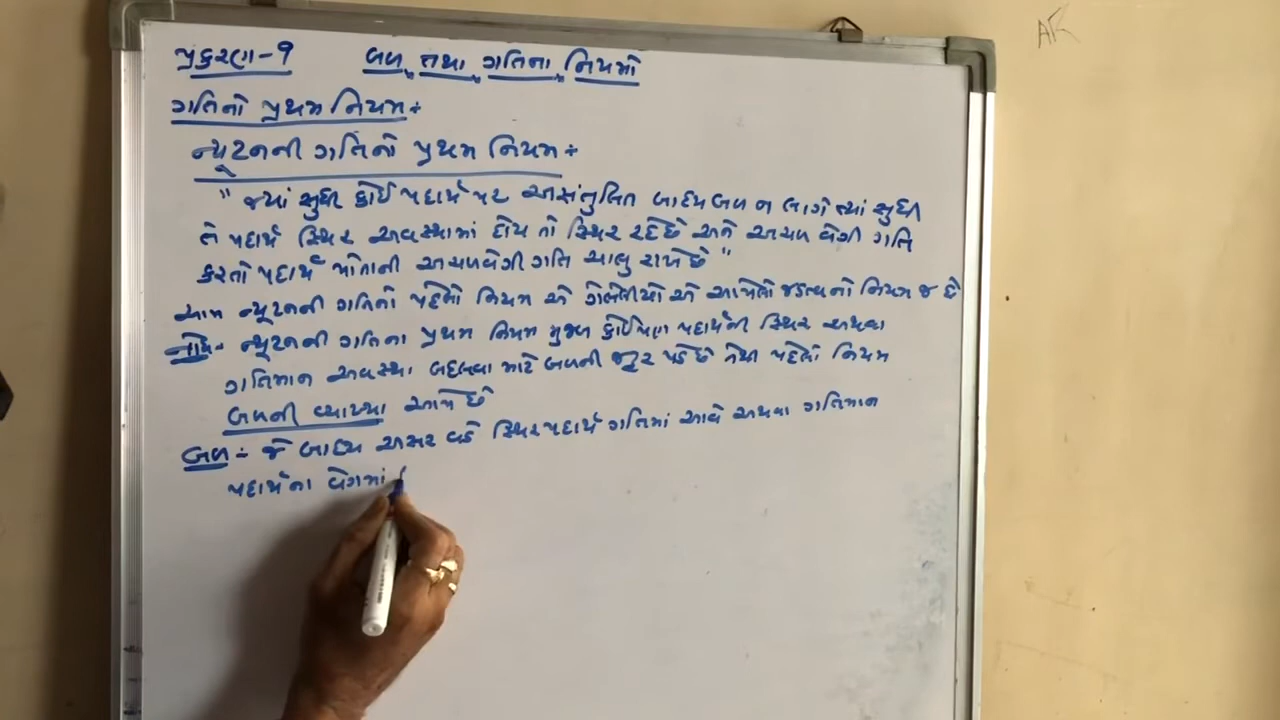 પ્રકરણ-9 બળ તથા ગતિના નિયમો
ગતિનો પ્રથમ નિયમ:-
ન્યૂટનની ગતિનો પ્રથમ નિયમ:-
" જ્યાં સુધી કોઈ પદાર્થ પર અસંતુલિત બાહ્ય બળ ન લાગે ત્યાં સુધી
તે પદાર્થ સ્થિર અવસ્થામાં હોય તો સ્થિર રહે છે અને અચળ વેગી ગતિ
કરતો પદાર્થ પોતાની અચળવેગી ગતિ ચાલુ રાખે છે "
આમ ન્યૂટનની ગતિનો પહેલો નિયમ એ ગેલેલીયો એ આપેલો જડત્વનો નિયમ જ છે
નોંધ:- ન્યૂટનની ગતિના પ્રથમ નિયમ મુજબ કોઈપણ પદાર્થની સ્થિર અથવા
ગતિમાન અવસ્થા બદલવા માટે બળની જરૂર પડે છે તેથી પહેલો નિયમ
બળની વ્યાખ્યા આપે છે
બળ:- જે બાહ્ય અસર વડે સ્થિર પદાર્થ ગતિમાં આવે અથવા ગતિમાન
પદાર્થના વેગમાં